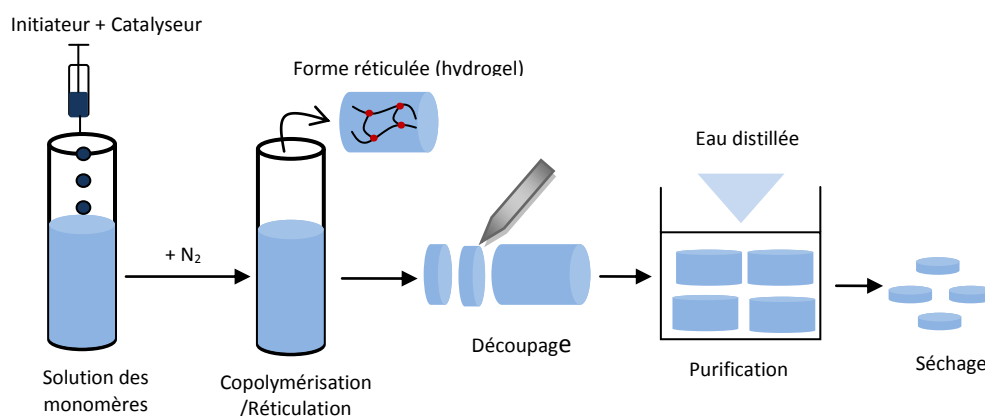 Initiateur + Catalyseur
Forme réticulée (hydrogel)
Eau distillée
+ N₂
Découpage
Purification
Séchage
Solution des
monomères
Copolymérisation
/Réticulation